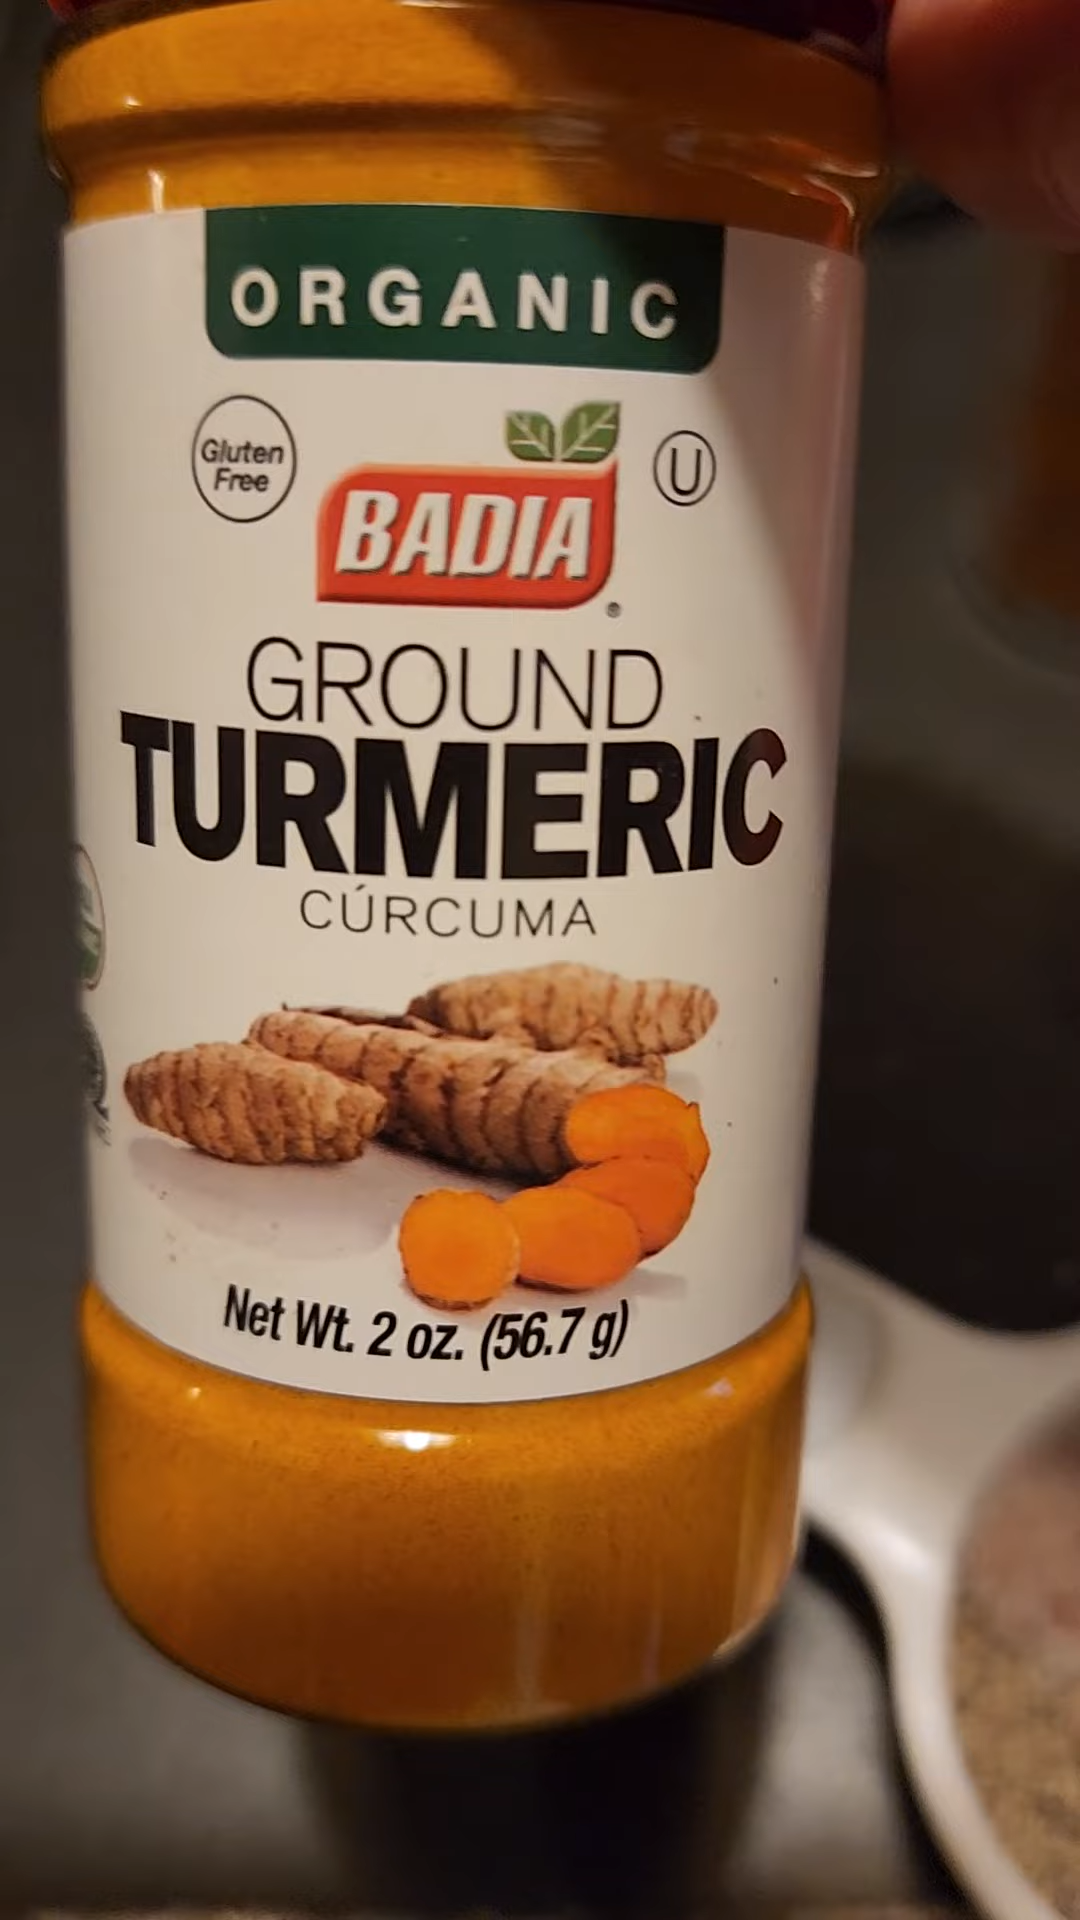 ORGANIC
Gluten
Free
BADIA
®
U
GROUND
TURMERIC
CÚRCUMA
Net Wt. 2 oz. (56.7 g)